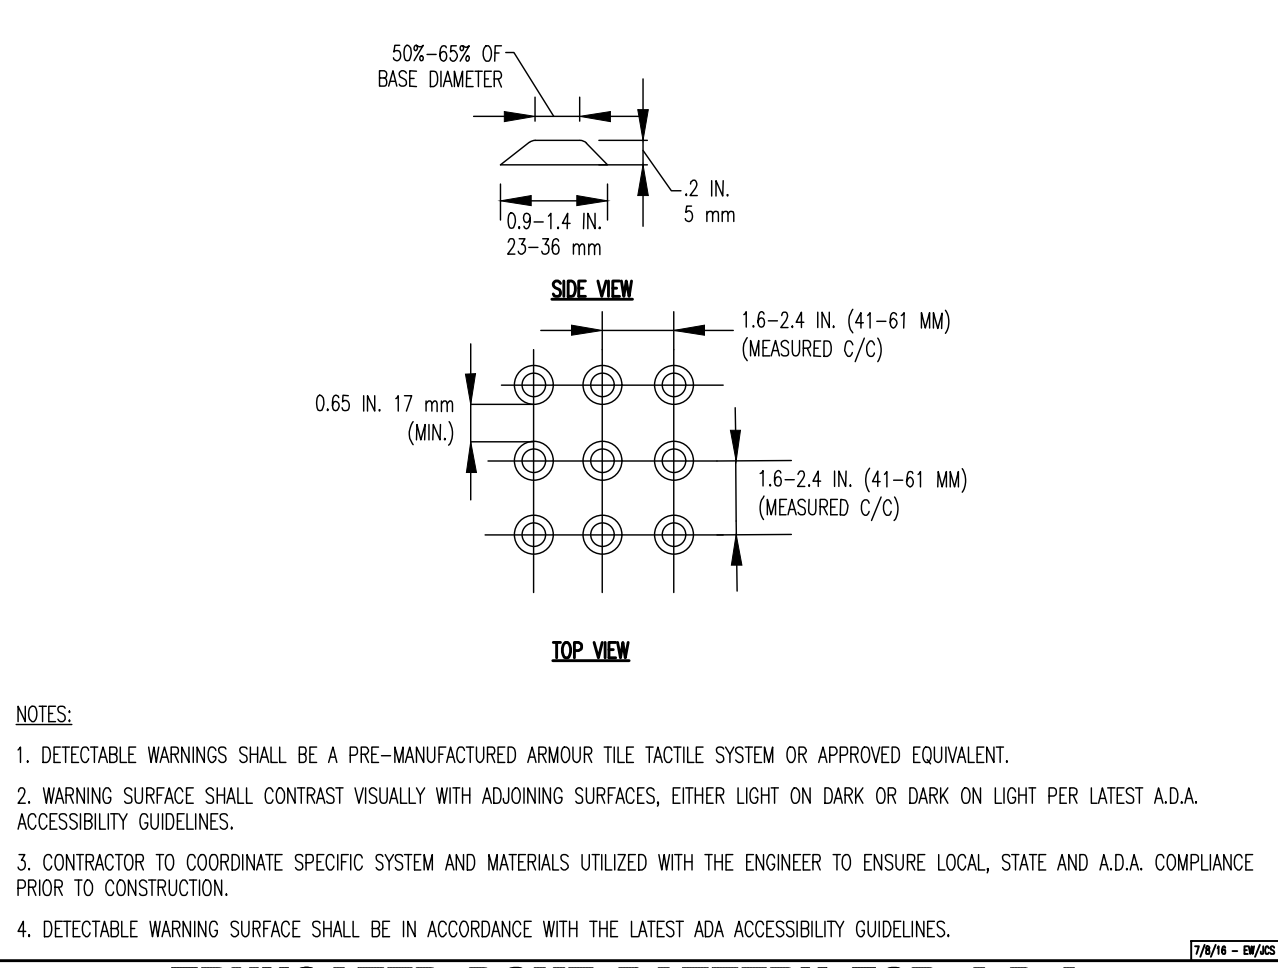 50%-65% OF
BASE DIAMETER
.2 IN.
5 mm
0.9-1.4 IN.
23-36 mm
SIDE VIEW
1.6-2.4 IN. (41-61 MM)
(MEASURED C/C)
0.65 IN. 17 mm
(MIN.)
1.6-2.4 IN. (41-61 MM)
(MEASURED C/C)
TOP VIEW
NOTES:
1. DETECTABLE WARNINGS SHALL BE A PRE-MANUFACTURED ARMOUR TILE TACTILE SYSTEM OR APPROVED EQUIVALENT.
2. WARNING SURFACE SHALL CONTRAST VISUALLY WITH ADJOINING SURFACES, EITHER LIGHT ON DARK OR DARK ON LIGHT PER LATEST A.D.A.
ACCESSIBILITY GUIDELINES.
3. CONTRACTOR TO COORDINATE SPECIFIC SYSTEM AND MATERIALS UTILIZED WITH THE ENGINEER TO ENSURE LOCAL, STATE AND A.D.A. COMPLIANCE
PRIOR TO CONSTRUCTION.
4. DETECTABLE WARNING SURFACE SHALL BE IN ACCORDANCE WITH THE LATEST ADA ACCESSIBILITY GUIDELINES.
7/8/16 - EW/JCS